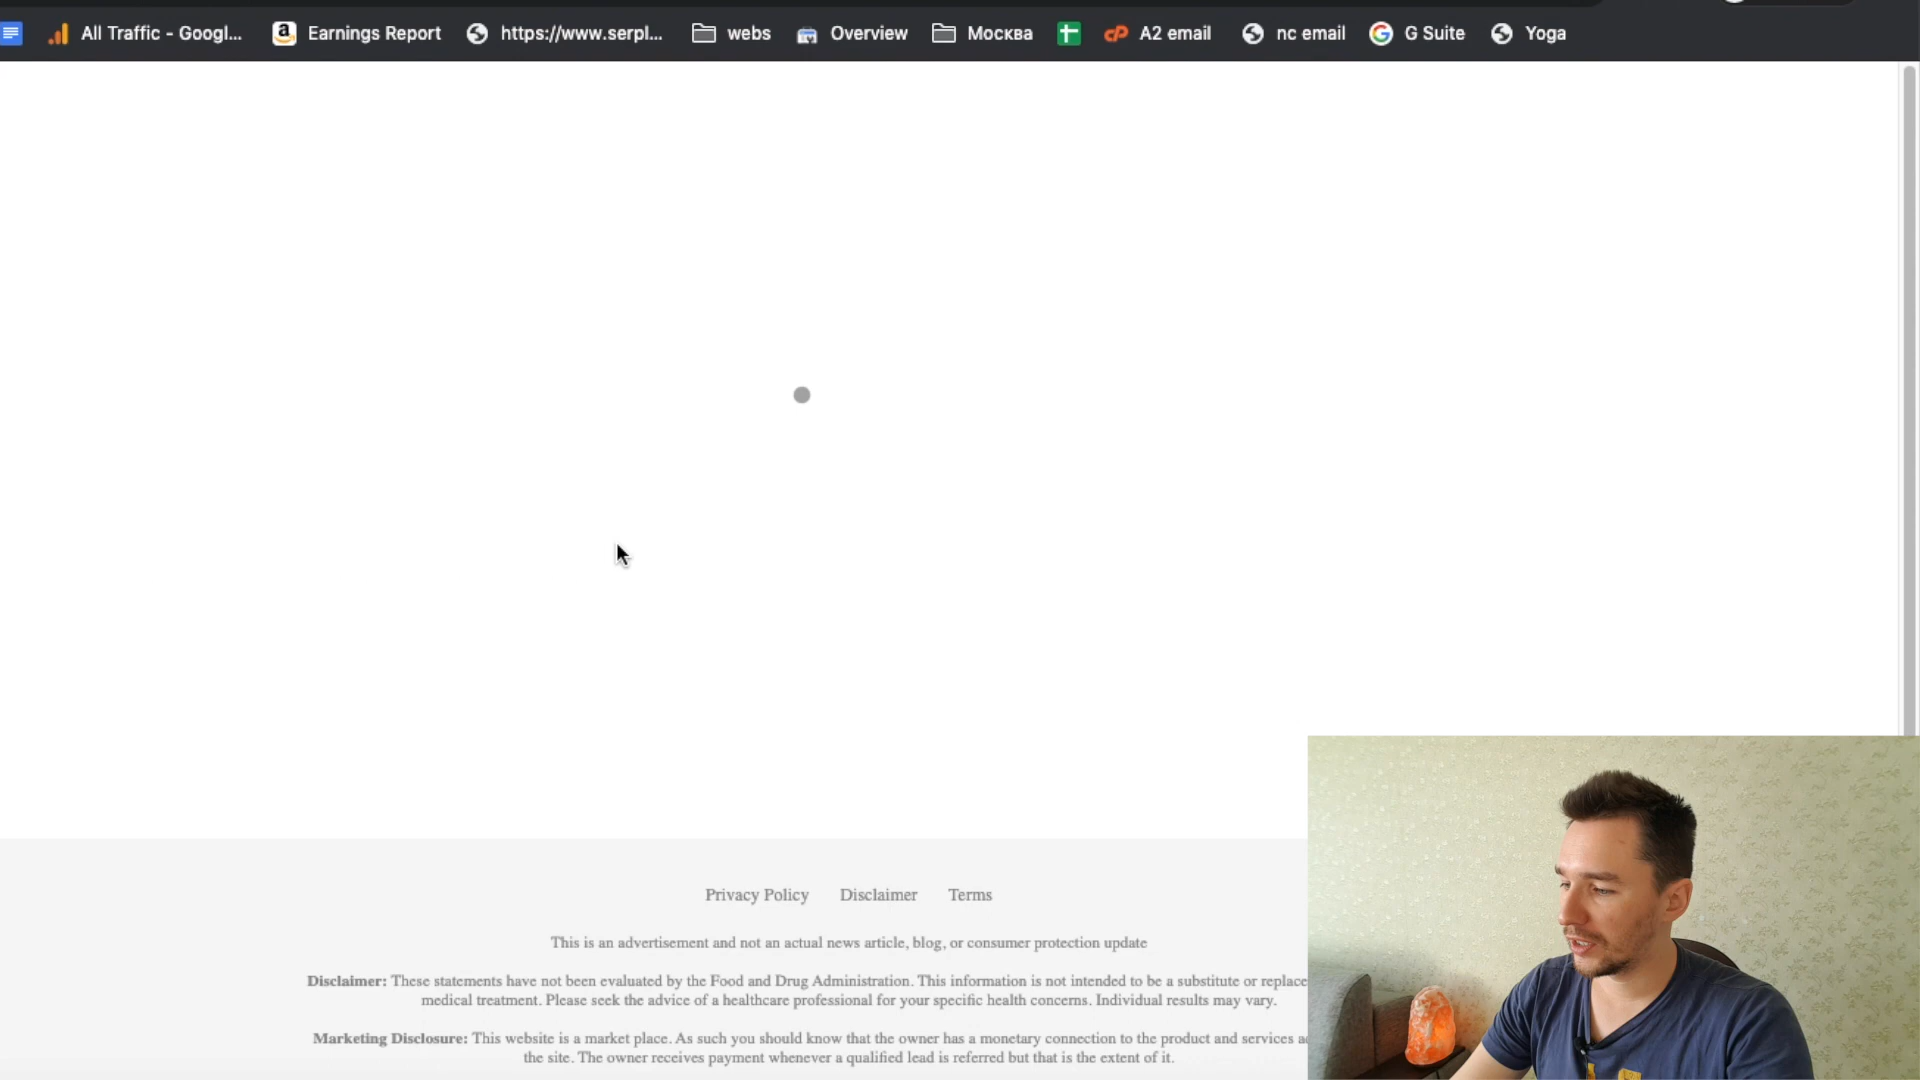 All Traffic - Googl... Earnings Report https://www.serpl... webs Overview Москва A2 email nc email G Suite Yoga
Privacy Policy Disclaimer Terms
This is an advertisement and not an actual news article, blog, or consumer protection update
Disclaimer: These statements have not been evaluated by the Food and Drug Administration. This information is not intended to be a substitute or replace
medical treatment. Please seek the advice of a healthcare professional for your specific health concerns. Individual results may vary.
Marketing Disclosure: This website is a market place. As such you should know that the owner has a monetary connection to the product and services
the site. The owner receives payment whenever a qualified lead is referred but that is the extent of it.